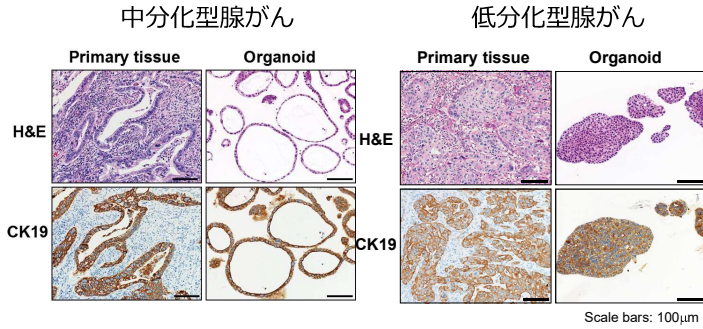 中分化型腺がん
低分化型腺がん
Primary tissue
Organoid
Primary tissue
Organoid
H&E
H&E
CK19
CK19
Scale bars: 100μm